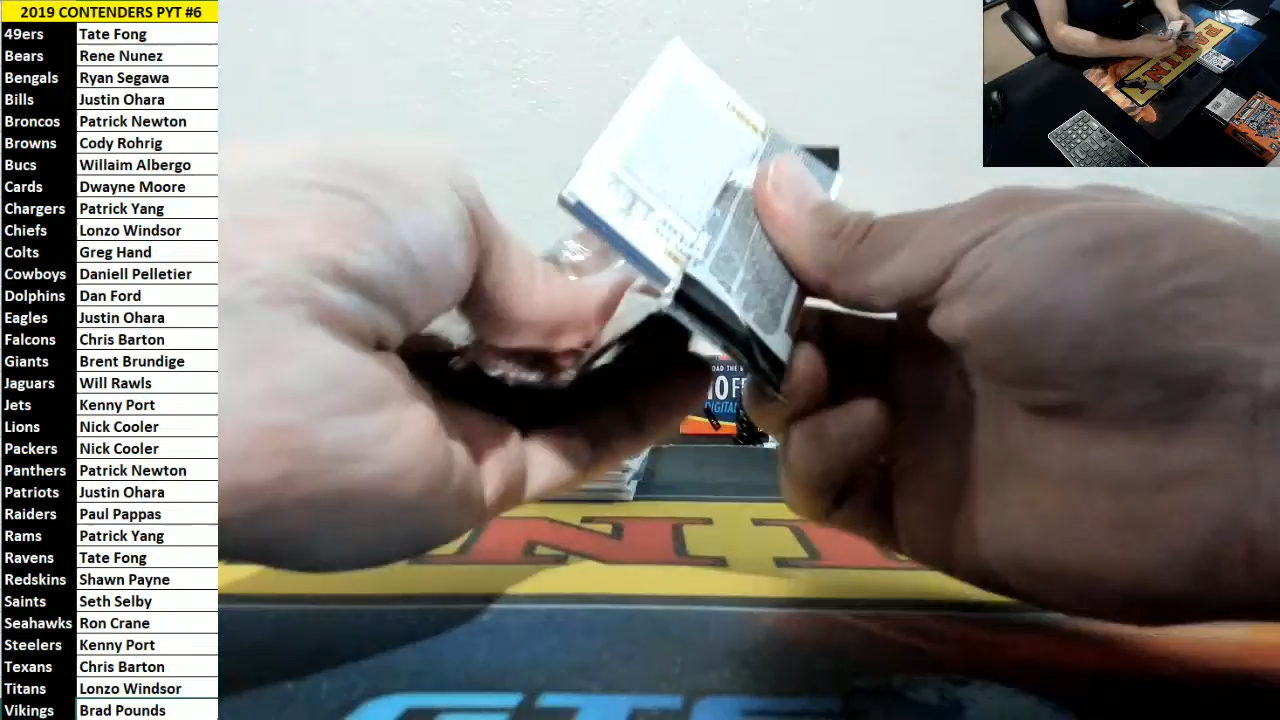 2019 CONTENDERS PYT #6
49ers Tate Fong
Bears Rene Nunez
Bengals Ryan Segawa
Bills Justin Ohara
Broncos Patrick Newton
Browns Cody Rohrig
Bucs Willaim Albergo
Cards Dwayne Moore
Chargers Patrick Yang
Chiefs Lonzo Windsor
Colts Greg Hand
Cowboys Daniell Pelletier
Dolphins Dan Ford
Eagles Justin Ohara
Falcons Chris Barton
Giants Brent Brundige
Jaguars Will Rawls
Jets Kenny Port
Lions Nick Cooler
Packers Nick Cooler
Panthers Patrick Newton
Patriots Justin Ohara
Raiders Paul Pappas
Rams Patrick Yang
Ravens Tate Fong
Redskins Shawn Payne
Saints Seth Selby
Seahawks Ron Crane
Steelers Kenny Port
Texans Chris Barton
Titans Lonzo Windsor
Vikings Brad Pounds
THE
DIGITAL